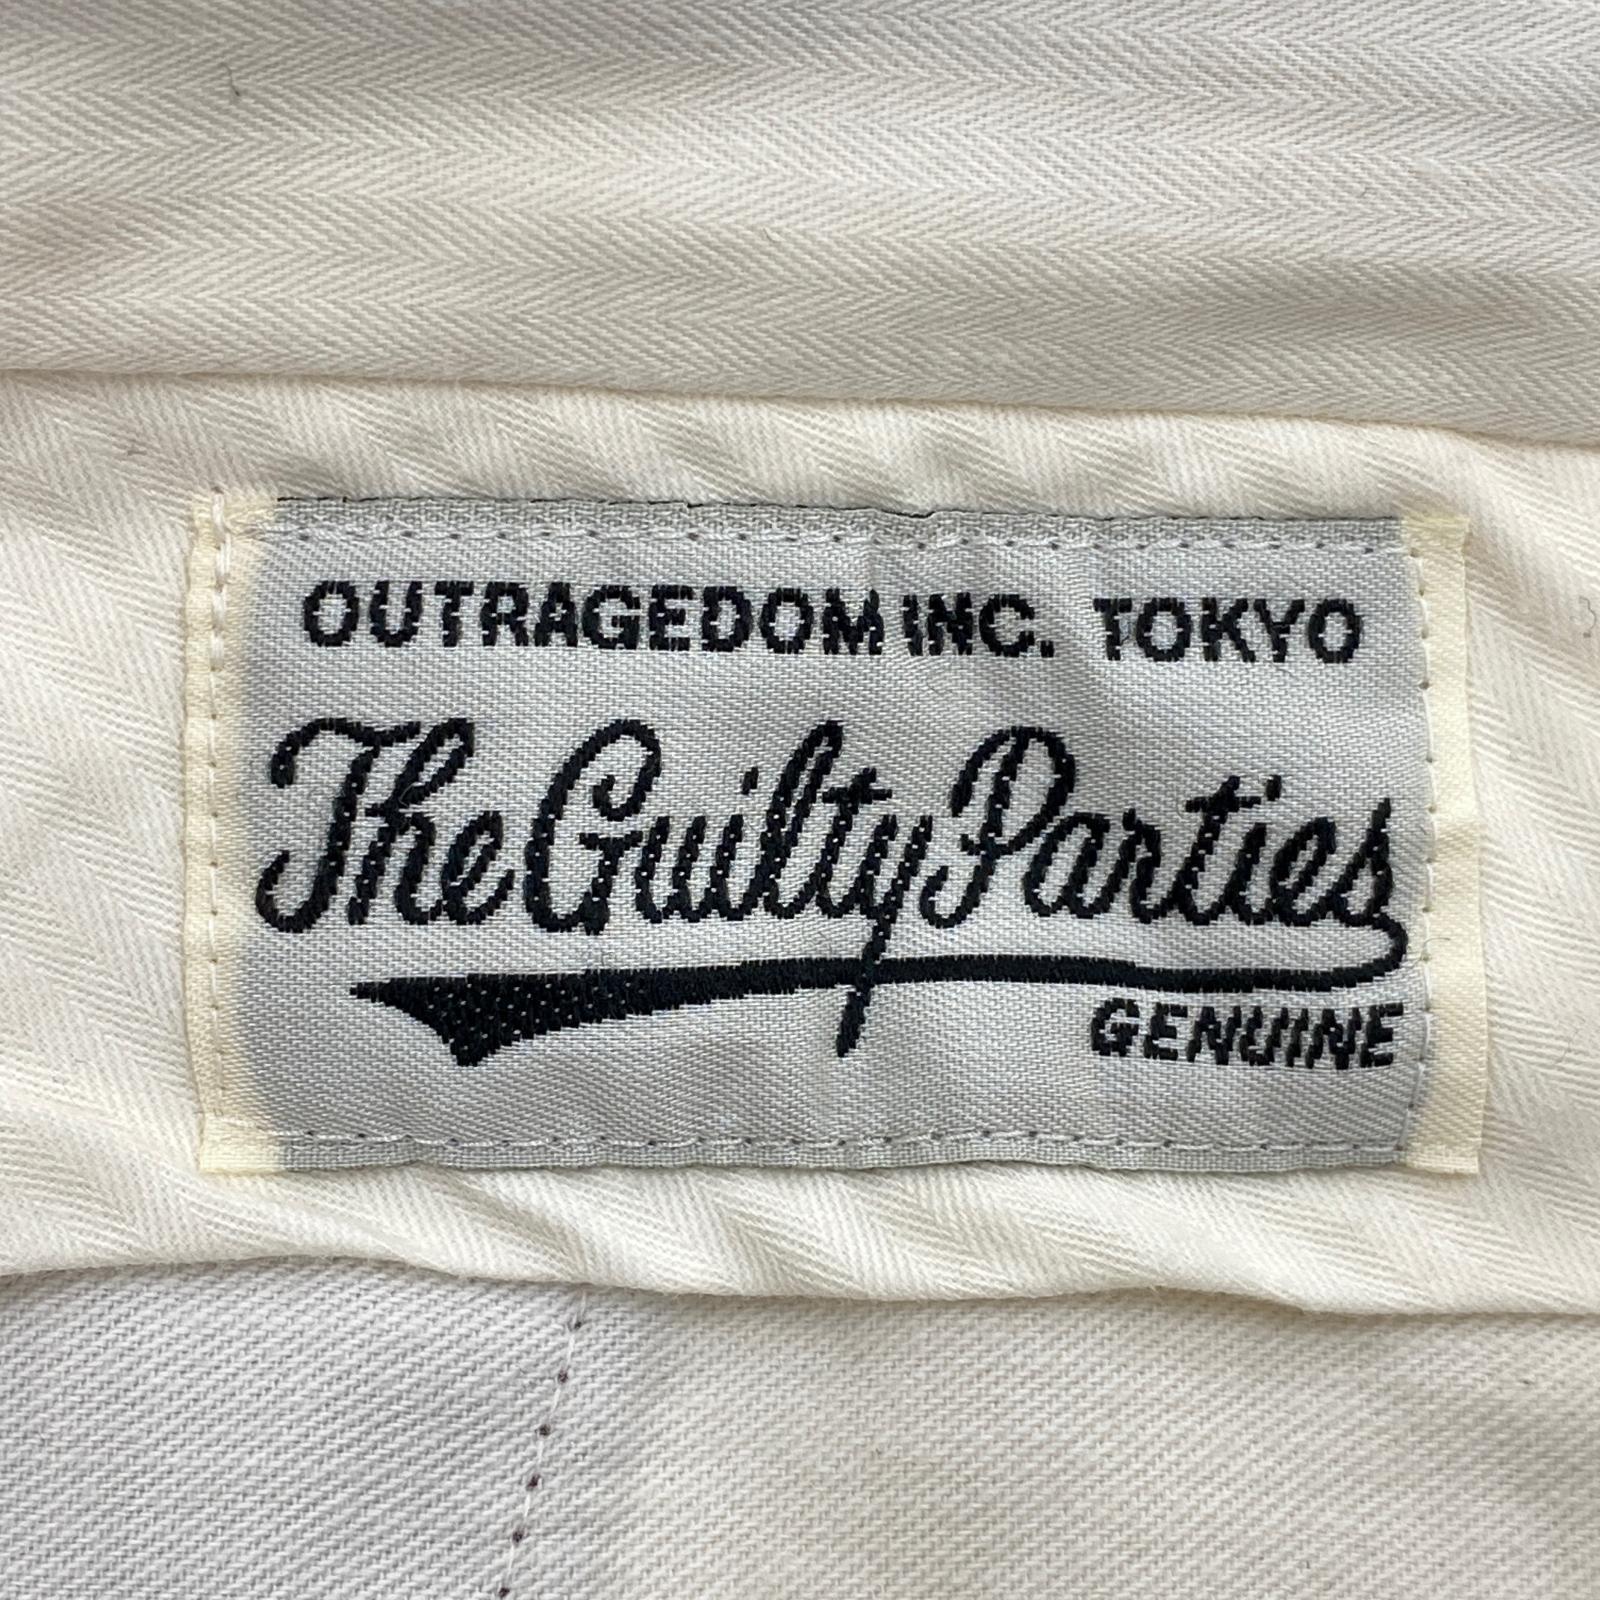 OUTRAGEDOM INC. TOKYO
The Guilty Parties
GENUINE